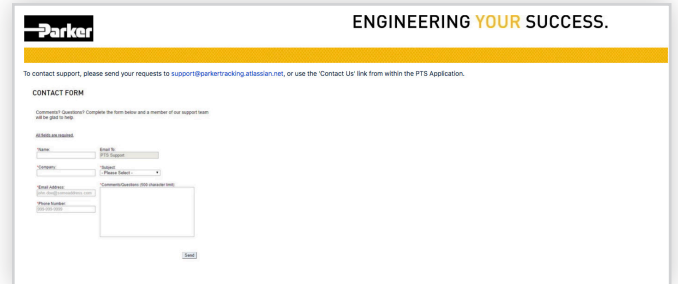 Parker
ENGINEERING YOUR SUCCESS.
To contact support, please send your requests to support@parkertracking.atlassian.net, or use the 'Contact Us' link from within the PTS Application.
CONTACT FORM
Comments? Questions? Complete the form below and a member of our support team
will be glad to help.
All fields are required.
*Name:
Email To:
PTS Support
*Company:
*Subject:
- Please Select -
*Email Address:
*Comments/Questions (500 character limit):
*Phone Number:
Send